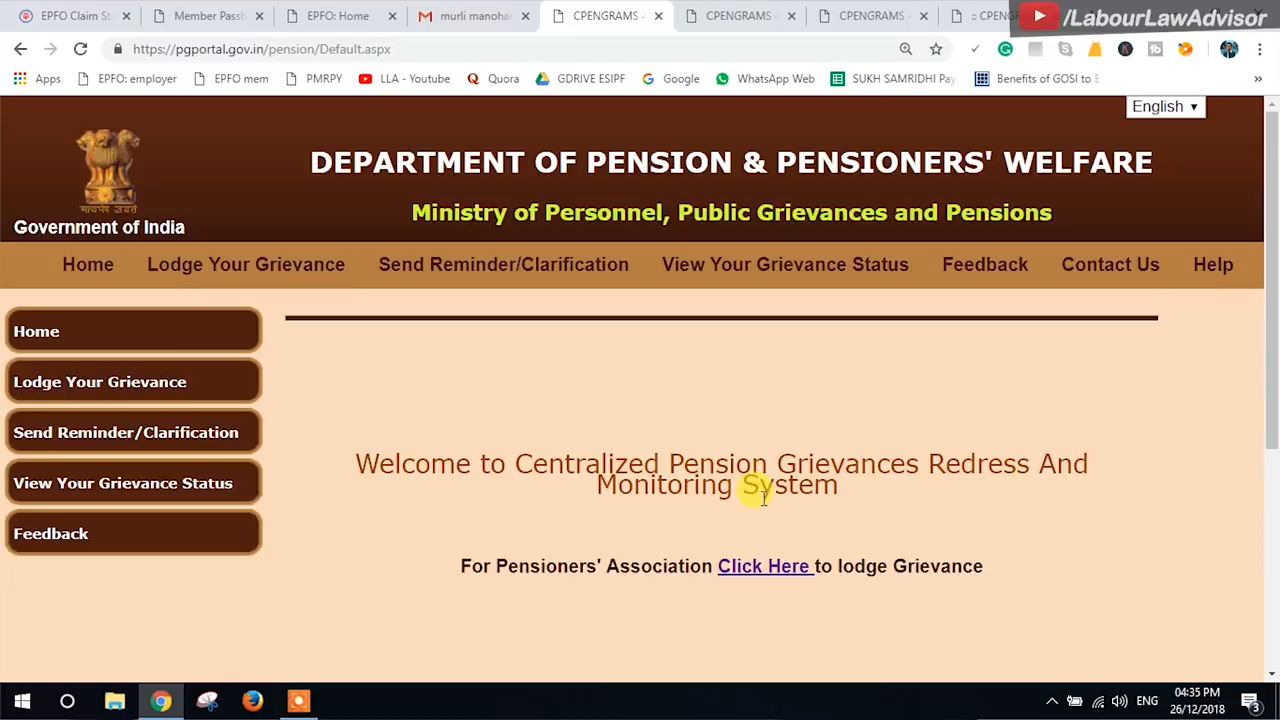 EPFO Claim St
Member Passb
EPFO: Home
murli manohar
CPENGRAMS -
CPENGRAMS -
CPENGRAMS -
:: CPENG
/LabourLawAdvisor
https://pgportal.gov.in/pension/Default.aspx
Apps
EPFO: employer
EPFO mem
PMRPY
LLA - Youtube
Quora
GDRIVE ESIPF
Google
WhatsApp Web
SUKH SAMRIDHI Pay
Benefits of GOSI to E
»
English
DEPARTMENT OF PENSION & PENSIONERS' WELFARE
Ministry of Personnel, Public Grievances and Pensions
सत्यमेव जयते
Government of India
Home
Lodge Your Grievance
Send Reminder/Clarification
View Your Grievance Status
Feedback
Contact Us
Help
Home
Lodge Your Grievance
Send Reminder/Clarification
View Your Grievance Status
Feedback
Welcome to Centralized Pension Grievances Redress And
Monitoring System
For Pensioners' Association Click Here to lodge Grievance
ENG
04:35 PM
26/12/2018
3